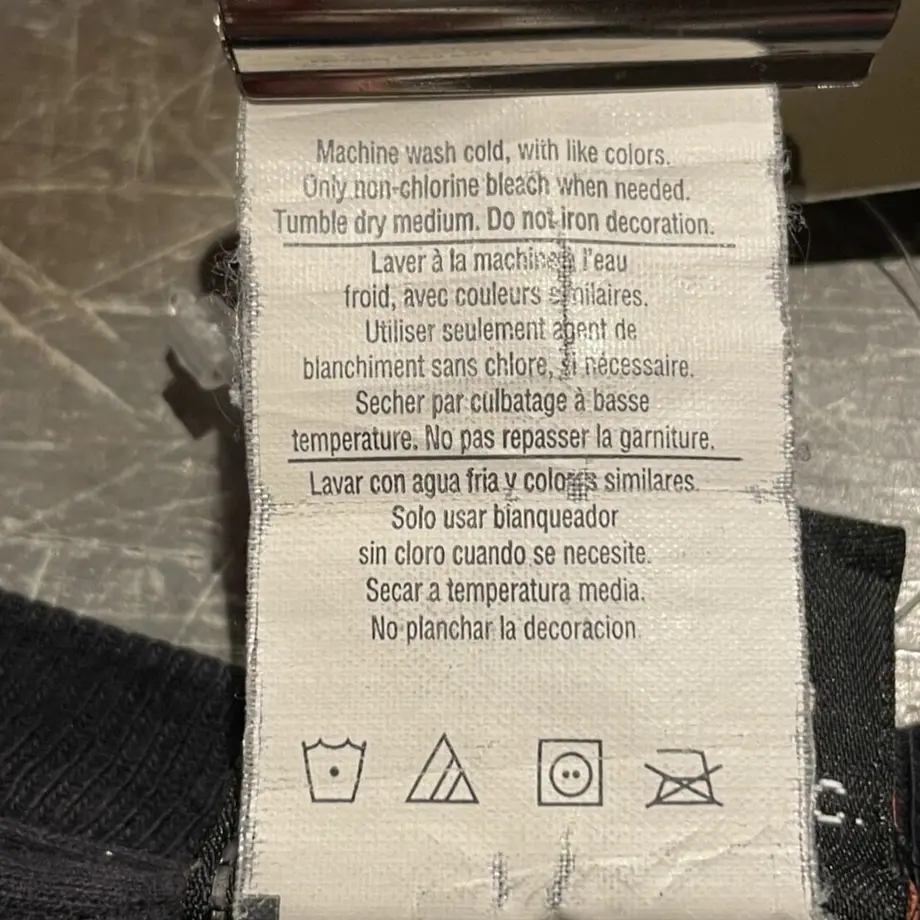 Machine wash cold, with like colors.
Only non-chlorine bleach when needed.
Tumble dry medium. Do not iron decoration.
Laver à la machine à l'eau
froid, avec couleurs similaires.
Utiliser seulement agent de
blanchiment sans chlore, si nécessaire.
Secher par culbatage à basse
temperature. No pas repasser la garniture.
Lavar con agua fria y colores similares.
Solo usar blanqueador
sin cloro cuando se necesite.
Secar a temperatura media.
No planchar la decoracion